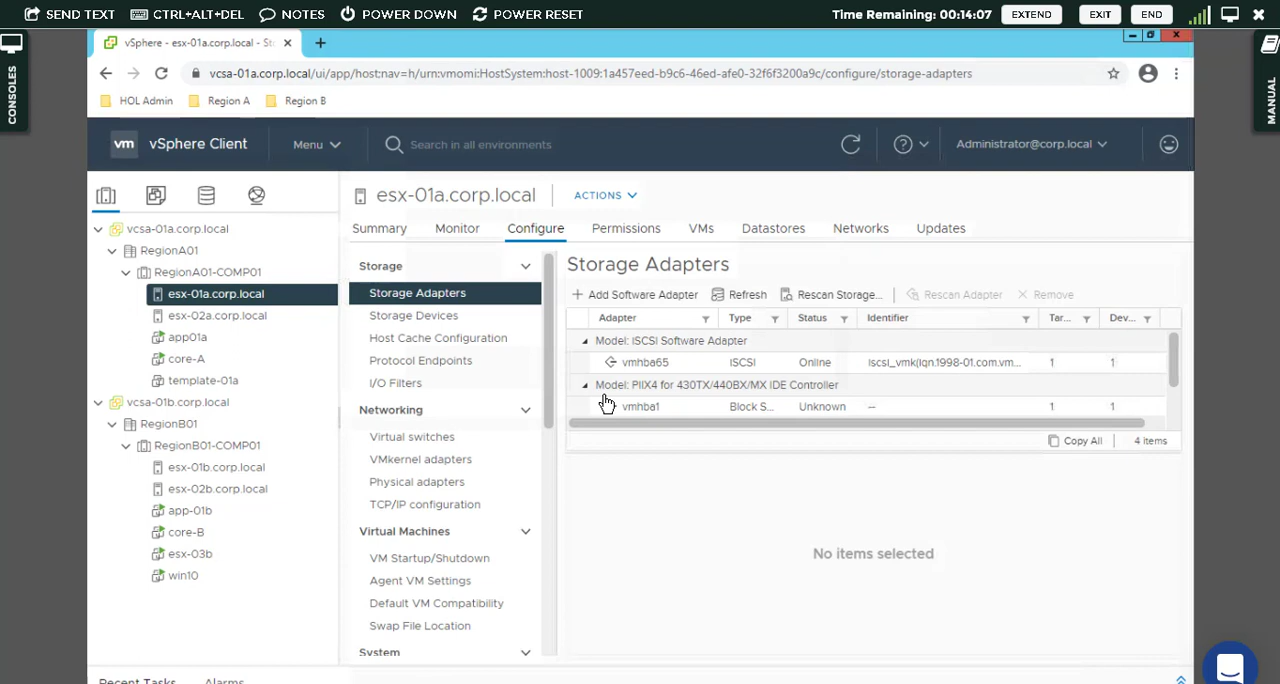 SEND TEXT CTRL+ALT+DEL NOTES POWER DOWN POWER RESET Time Remaining: 00:14:07 EXTEND EXIT END
CONSOLES
MANUAL
vSphere - esx-01a.corp.local - St
vcsa-01a.corp.local/ui/app/host:nav=h/urn:vmomi:HostSystem:host-1009:1a457eed-b9c6-46ed-afe0-32f6f3200a9c/configure/storage-adapters
HOL Admin Region A Region B
vm vSphere Client Menu Search in all environments Administrator@corp.local
vcsa-01a.corp.local
RegionA01
RegionA01-COMP01
esx-01a.corp.local
esx-02a.corp.local
app01a
core-A
template-01a
vcsa-01b.corp.local
RegionB01
RegionB01-COMP01
esx-01b.corp.local
esx-02b.corp.local
app-01b
core-B
esx-03b
win10
esx-01a.corp.local ACTIONS
Summary Monitor Configure Permissions VMs Datastores Networks Updates
Storage
Storage Adapters
Storage Devices
Host Cache Configuration
Protocol Endpoints
I/O Filters
Networking
Virtual switches
VMkernel adapters
Physical adapters
TCP/IP configuration
Virtual Machines
VM Startup/Shutdown
Agent VM Settings
Default VM Compatibility
Swap File Location
System
Storage Adapters
+ Add Software Adapter Refresh Rescan Storage... Rescan Adapter Remove
Adapter Type Status Identifier Tar... Dev...
Model: iSCSI Software Adapter
vmhba65 iSCSI Online iscsi_vmk(iqn.1998-01.com.vm... 1 1
Model: PIIX4 for 430TX/440BX/MX IDE Controller
vmhba1 Block S... Unknown -- 1 1
Copy All 4 items
No items selected
Recent Tasks Alarms